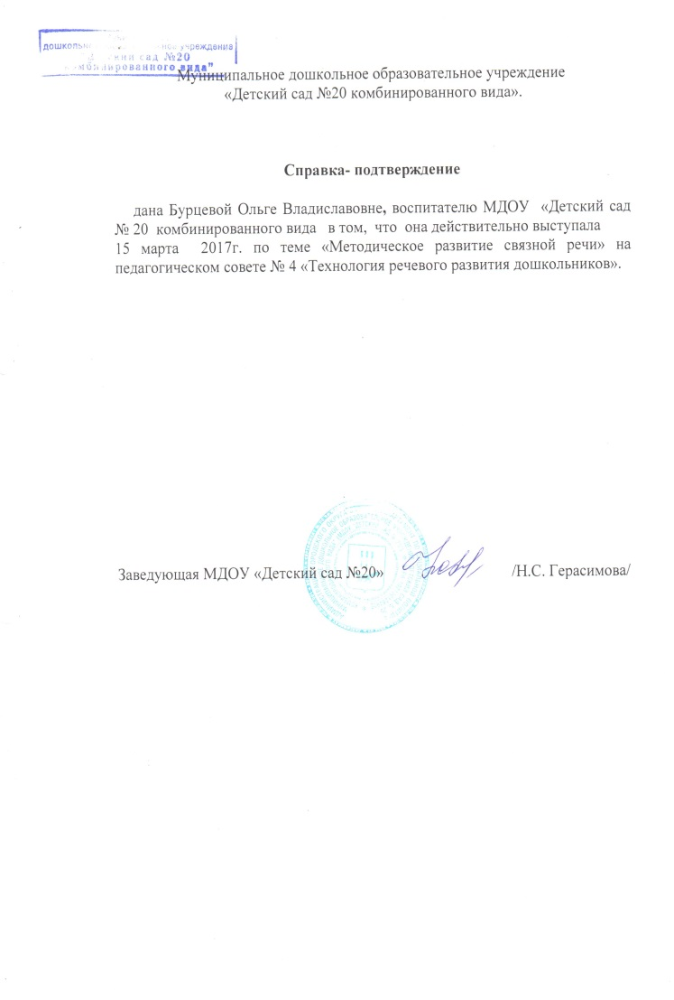 дошкольного учреждения
сад №20
комбинированного вида"
Муниципальное дошкольное образовательное учреждение
«Детский сад №20 комбинированного вида».
Справка- подтверждение
дана Бурцевой Ольге Владиславовне, воспитателю МДОУ «Детский сад
№ 20 комбинированного вида в том, что она действительно выступала
15 марта 2017г. по теме «Методическое развитие связной речи» на
педагогическом совете № 4 «Технология речевого развития дошкольников».
Заведующая МДОУ «Детский сад №20» /Н.С. Герасимова/